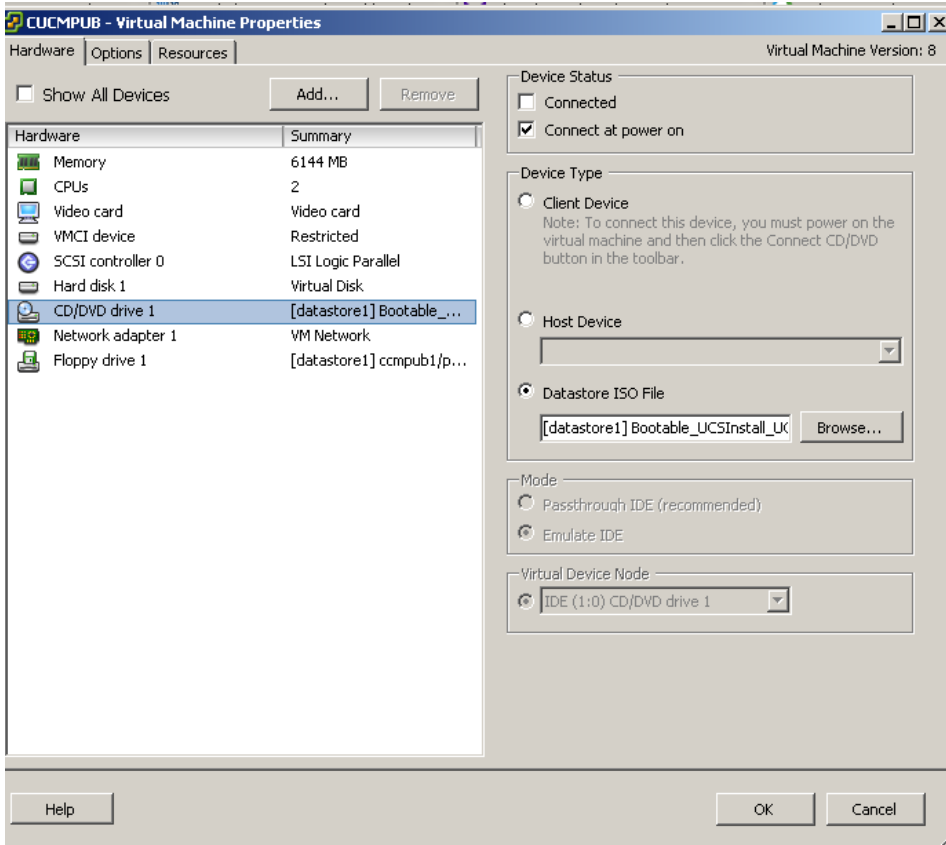 CUCMPUB - Virtual Machine Properties
Hardware Options Resources Virtual Machine Version: 8
Show All Devices Add... Remove
Hardware Summary
Memory 6144 MB
CPUs 2
Video card Video card
VMCI device Restricted
SCSI controller 0 LSI Logic Parallel
Hard disk 1 Virtual Disk
CD/DVD drive 1 [datastore1] Bootable_...
Network adapter 1 VM Network
Floppy drive 1 [datastore1] ccmpub1/p...
Device Status
Connected
Connect at power on
Device Type
Client Device
Note: To connect this device, you must power on the
virtual machine and then click the Connect CD/DVD
button in the toolbar.
Host Device
Datastore ISO File
[datastore1] Bootable_UCSInstall_UC Browse...
Mode
Passthrough IDE (recommended)
Emulate IDE
Virtual Device Node
IDE (1:0) CD/DVD drive 1
Help OK Cancel